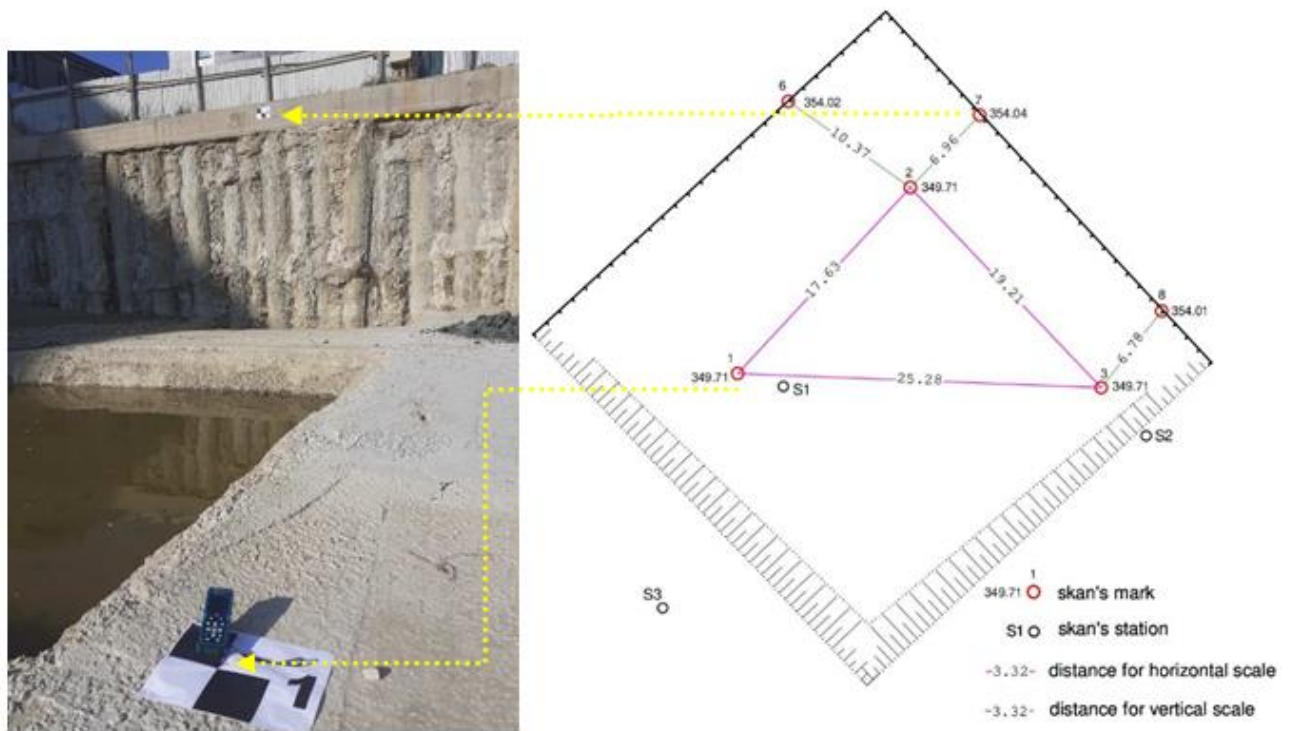 6
354.02
7
354.04
10.37
6.96
2
349.71
17.63
19.21
8
354.01
6.78
1
349.71
S1
25.28
3
349.71
S2
S3
1
349.71 skan's mark
S1 skan's station
-3.32- distance for horizontal scale
-3.32- distance for vertical scale
1